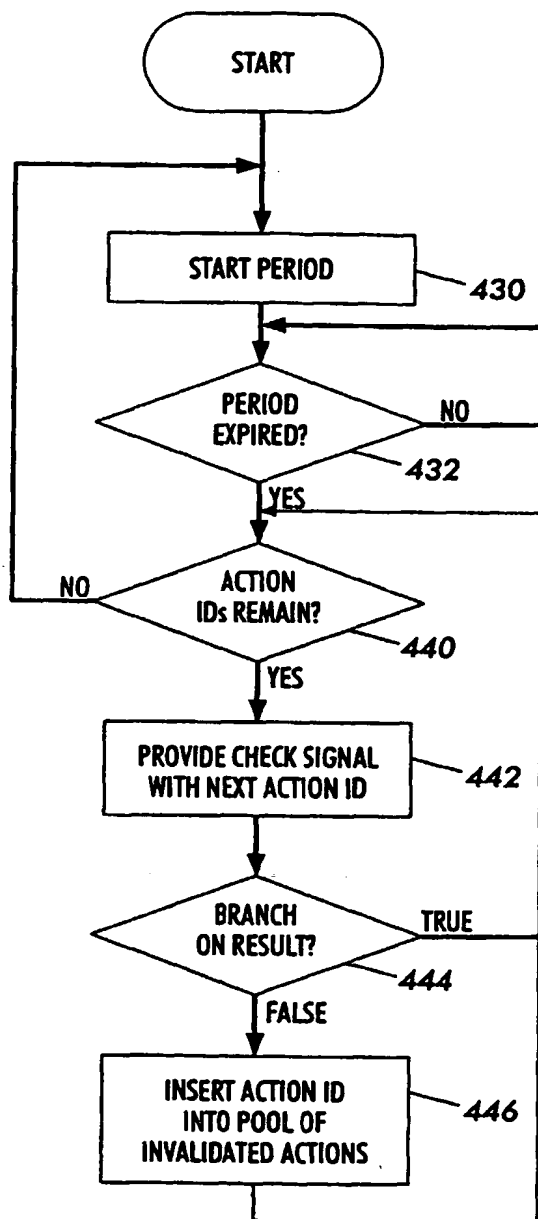 START
START PERIOD
430
PERIOD
EXPIRED?
NO
432
YES
ACTION
IDs REMAIN?
NO
440
YES
PROVIDE CHECK SIGNAL
WITH NEXT ACTION ID
442
BRANCH
ON RESULT?
TRUE
444
FALSE
INSERT ACTION ID
INTO POOL OF
INVALIDATED ACTIONS
446